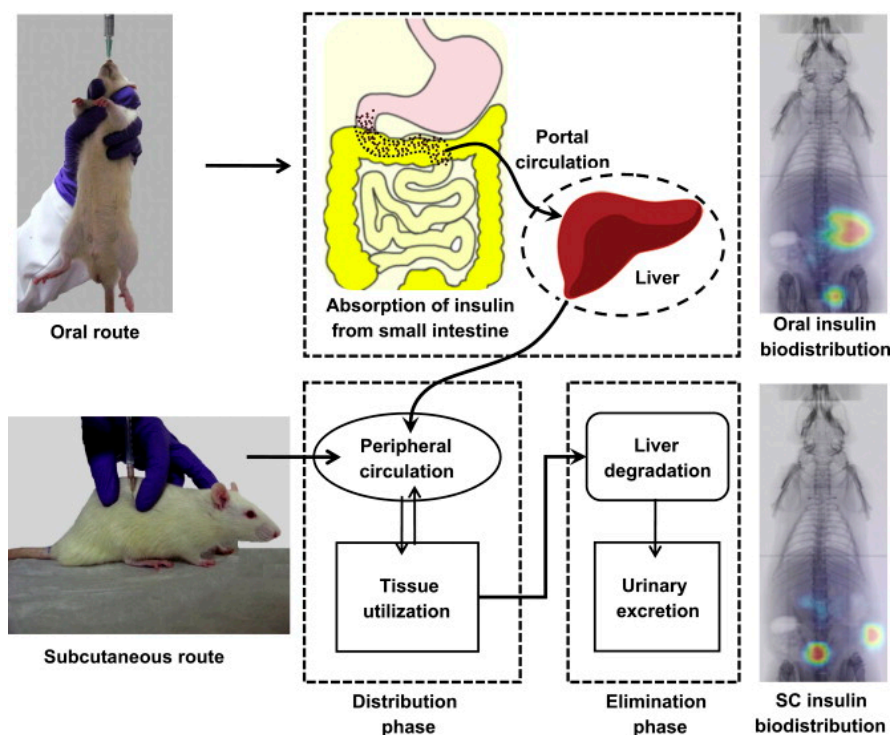 Oral route
Absorption of insulin
from small intestine
Portal
circulation
Liver
Oral insulin
biodistribution
Subcutaneous route
Peripheral
circulation
Tissue
utilization
Distribution
phase
Liver
degradation
Urinary
excretion
Elimination
phase
SC insulin
biodistribution